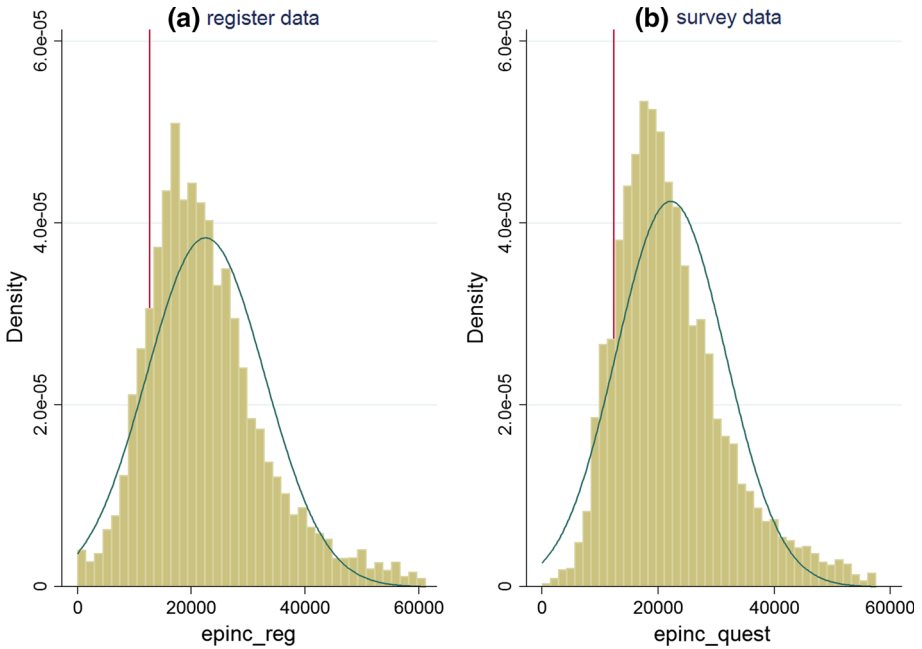 (a) register data
Density
6.0e-05
4.0e-05
2.0e-05
0
0 20000 40000 60000
epinc_reg
(b) survey data
Density
6.0e-05
4.0e-05
2.0e-05
0
0 20000 40000 60000
epinc_quest